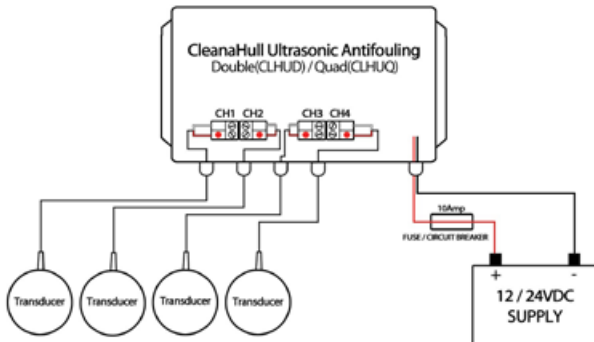 CleanaHull Ultrasonic Antifouling
Double(CLHUD) / Quad(CLHUQ)
CH1 CH2 CH3 CH4
10Amp
FUSE / CIRCUIT BREAKER
+ -
12 / 24VDC
SUPPLY
Transducer Transducer Transducer Transducer